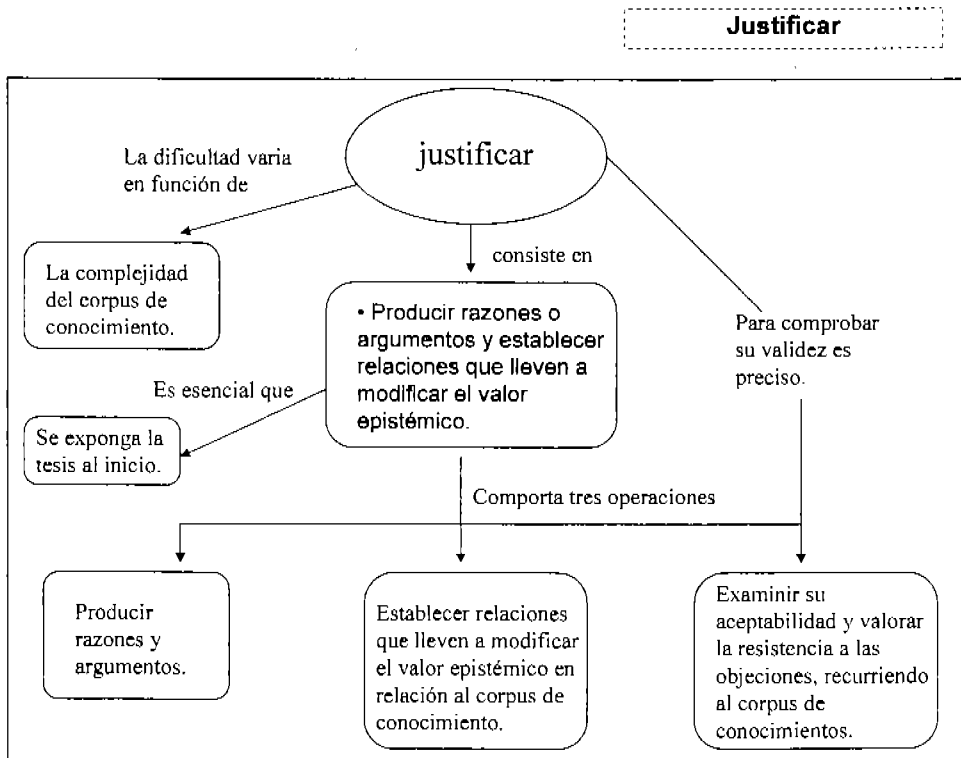 Justificar
justificar
La dificultad varia
en función de
La complejidad
del corpus de
conocimiento.
consiste en
• Producir razones o
argumentos y establecer
relaciones que lleven a
modificar el valor
epistémico.
Para comprobar
su validez es
preciso.
Es esencial que
Se exponga la
tesis al inicio.
Comporta tres operaciones
Producir
razones y
argumentos.
Establecer relaciones
que lleven a modificar
el valor epistémico en
relación al corpus de
conocimiento.
Examinir su
aceptabilidad y valorar
la resistencia a las
objeciones, recurriendo
al corpus de
conocimientos.